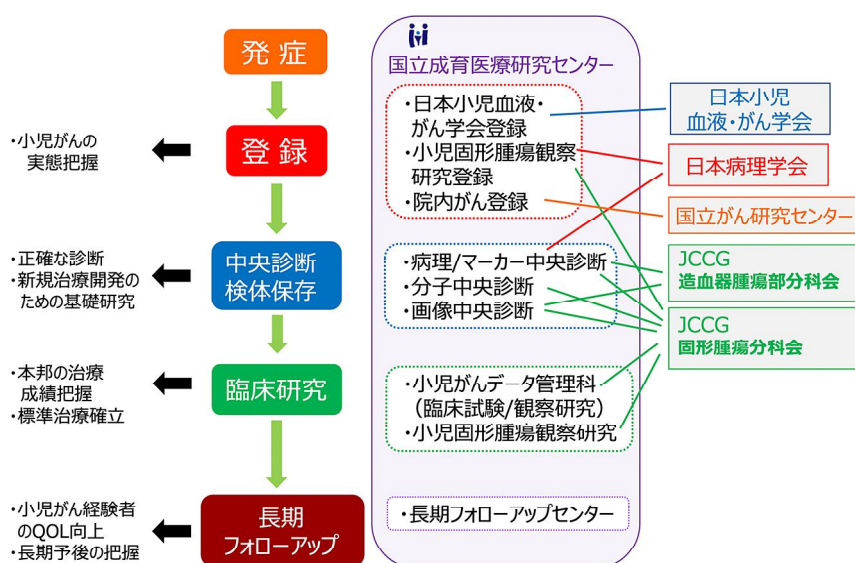 発症
登録
・小児がんの
実態把握
中央診断
検体保存
・正確な診断
・新規治療開発の
ための基礎研究
臨床研究
・本邦の治療
成績把握
・標準治療確立
長期
フォローアップ
・小児がん経験者
のQOL向上
・長期予後の把握
国立成育医療研究センター
・日本小児血液・
がん学会登録
・小児固形腫瘍観察
研究登録
・院内がん登録
・病理/マーカー中央診断
・分子中央診断
・画像中央診断
・小児がんデータ管理科
(臨床試験/観察研究)
・小児固形腫瘍観察研究
・長期フォローアップセンター
日本小児
血液・がん学会
日本病理学会
国立がん研究センター
JCCG
造血器腫瘍部分科会
JCCG
固形腫瘍分科会